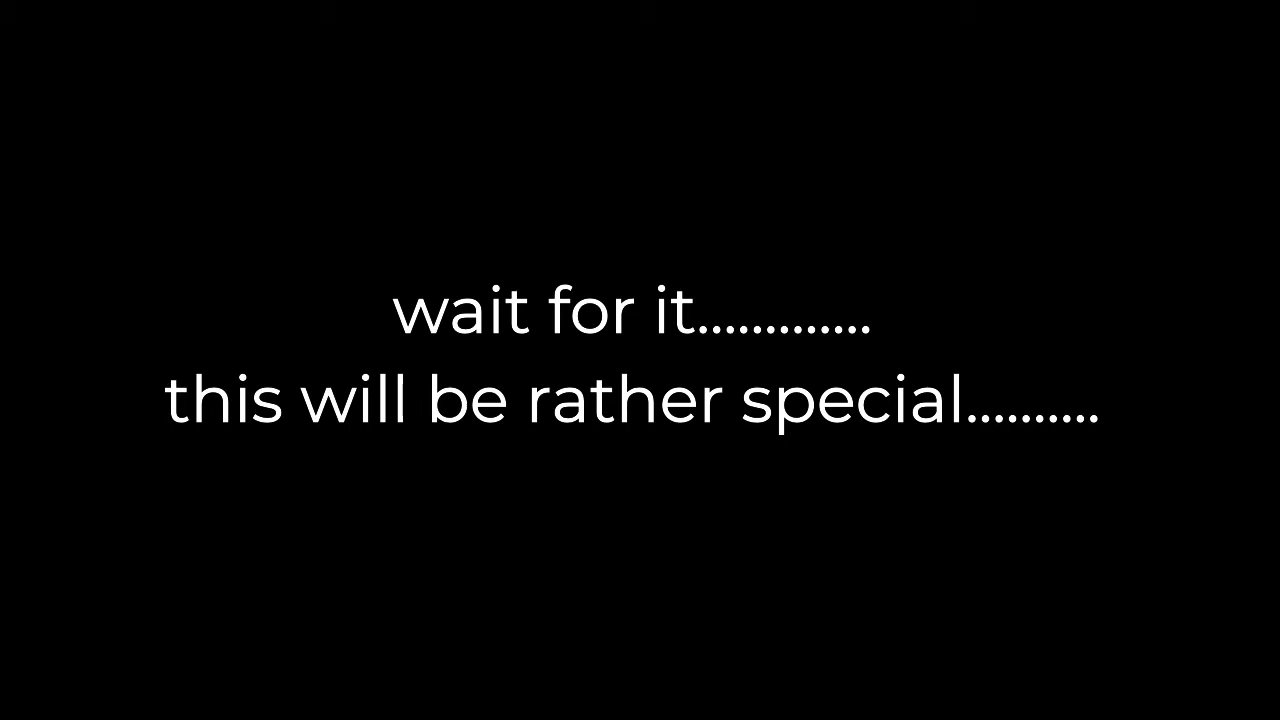 wait for it.............
this will be rather special..........